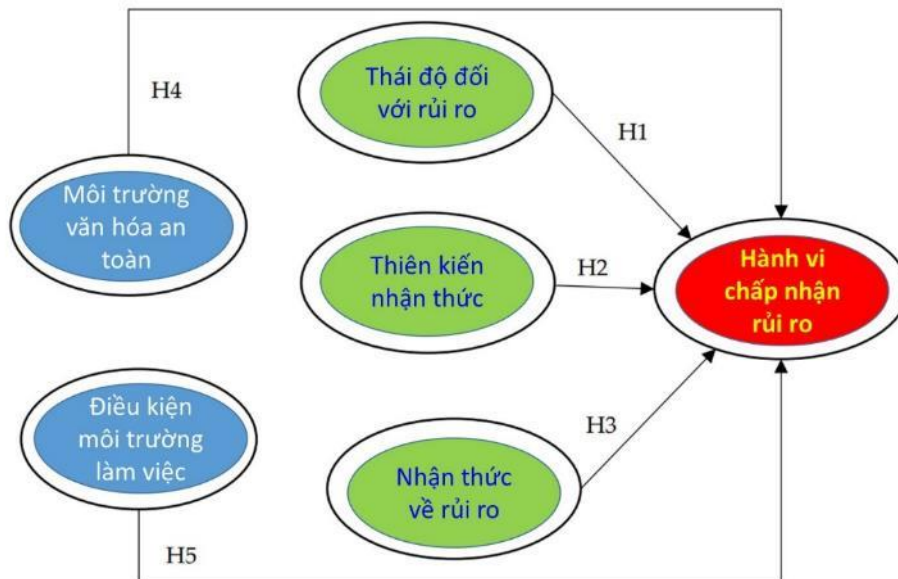 H4
Thái độ đối
với rủi ro
H1
Môi trường
văn hóa an
toàn
Thiên kiến
nhận thức
H2
Hành vi
chấp nhận
rủi ro
Điều kiện
môi trường
làm việc
H3
Nhận thức
về rủi ro
H5